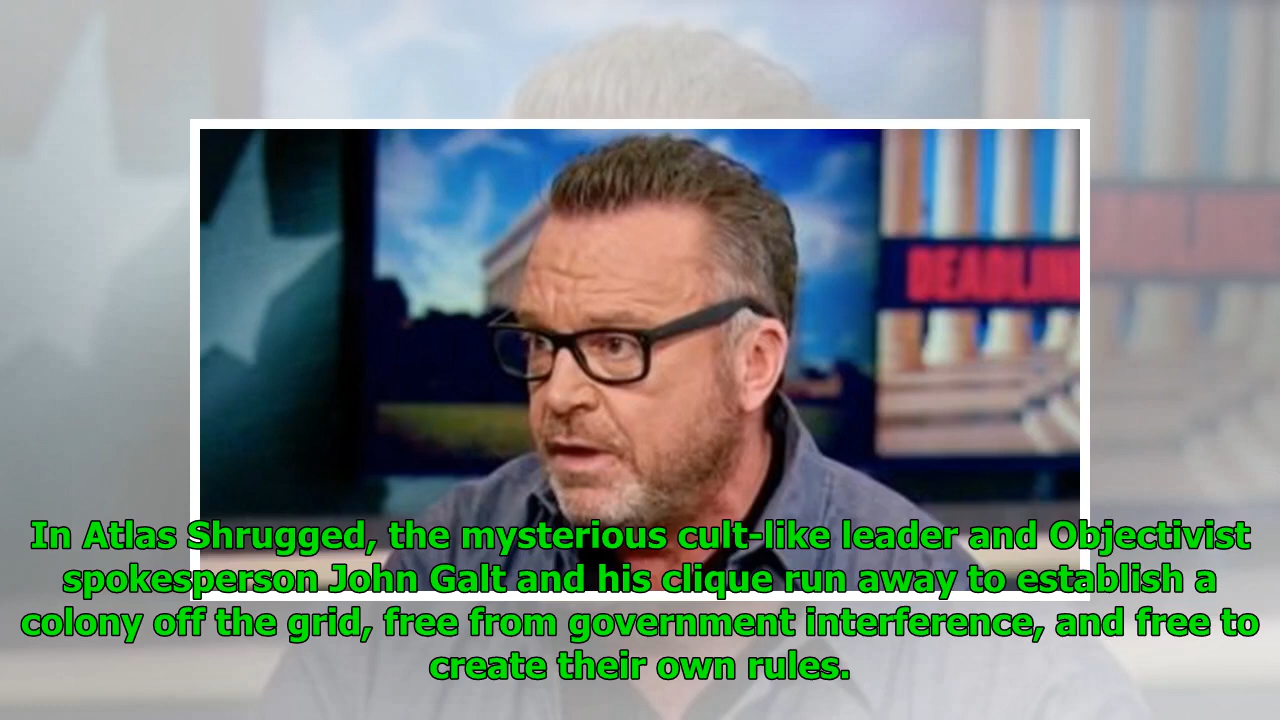 DEADLIN
In Atlas Shrugged, the mysterious cult-like leader and Objectivist
spokesperson John Galt and his clique run away to establish a
colony off the grid, free from government interference, and free to
create their own rules.